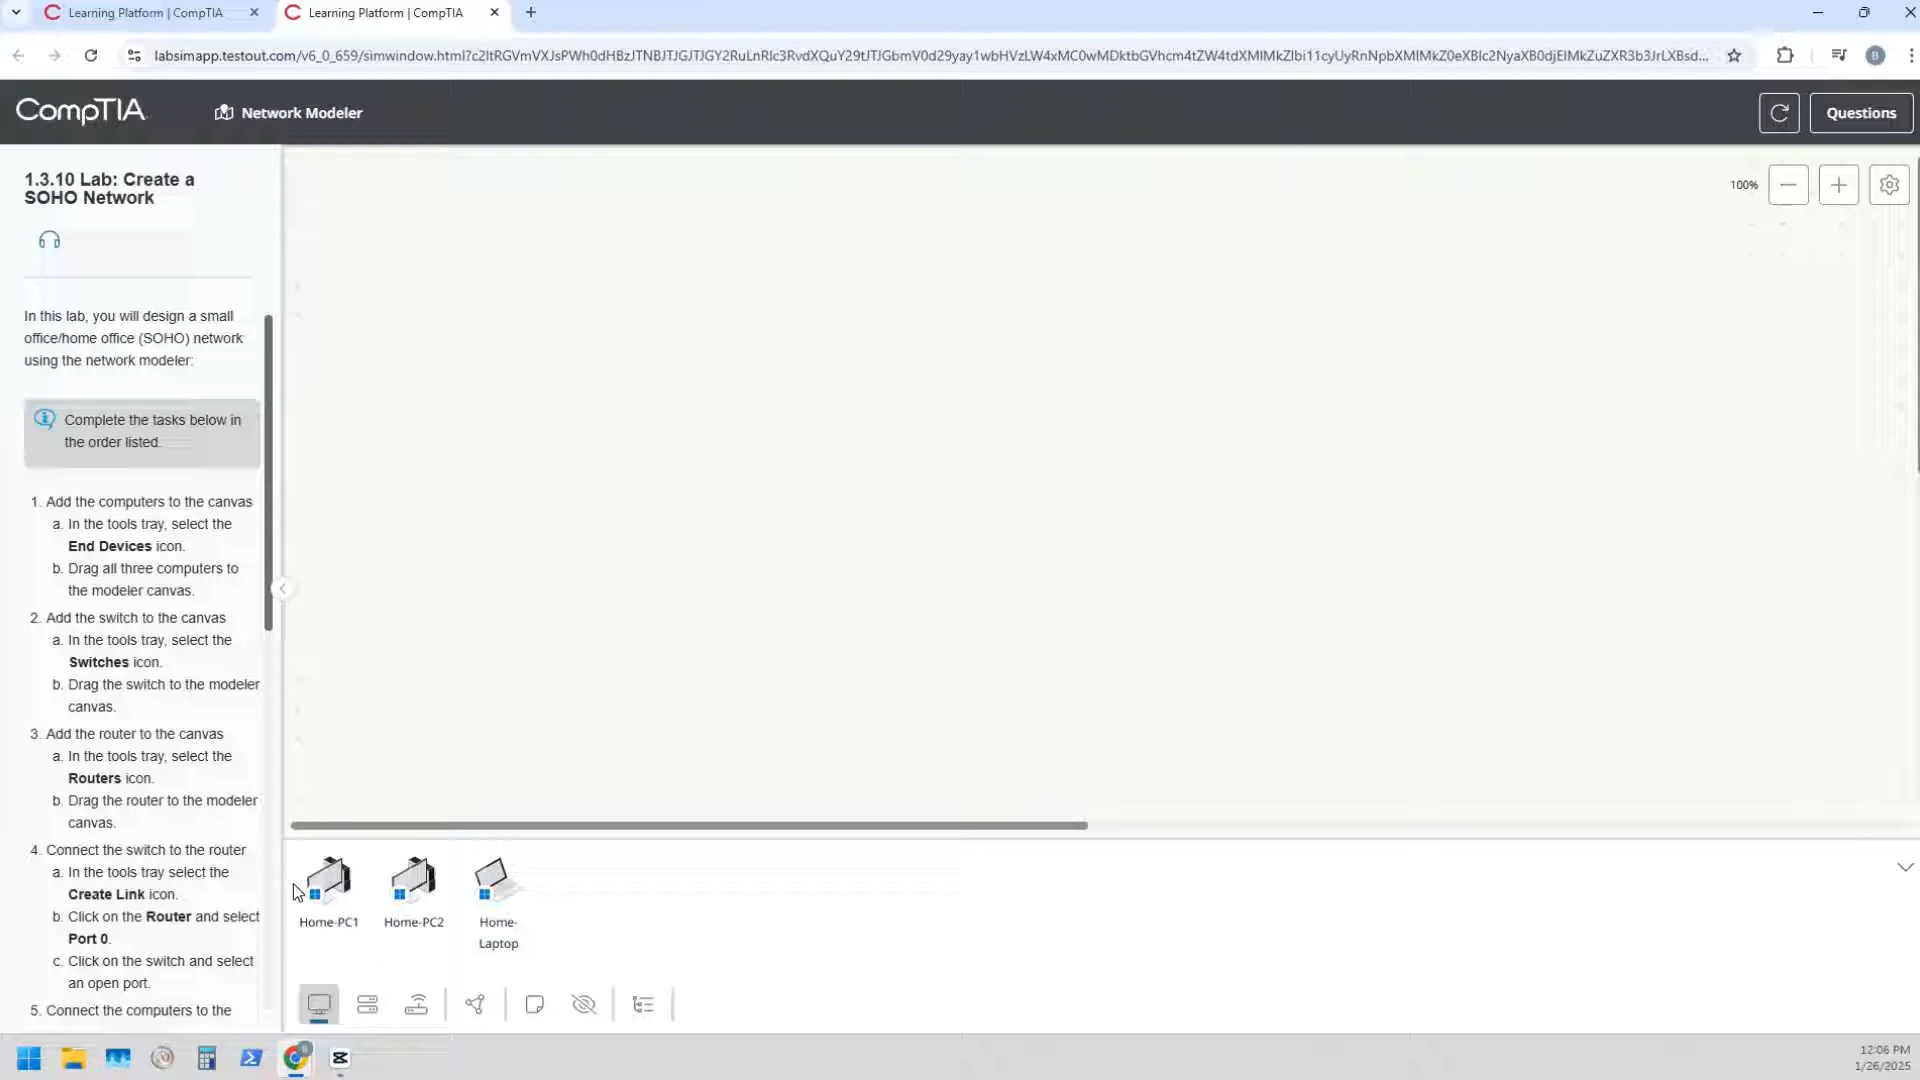 Learning Platform | CompTIA
Learning Platform | CompTIA
CompTIA
Network Modeler
Questions
1.3.10 Lab: Create a
SOHO Network
100%
In this lab, you will design a small
office/home office (SOHO) network
using the network modeler:
Complete the tasks below in
the order listed.
1. Add the computers to the canvas
a. In the tools tray, select the
End Devices icon.
b. Drag all three computers to
the modeler canvas.
2. Add the switch to the canvas
a. In the tools tray, select the
Switches icon.
b. Drag the switch to the modeler
canvas.
3. Add the router to the canvas
a. In the tools tray, select the
Routers icon.
b. Drag the router to the modeler
canvas.
4. Connect the switch to the router
a. In the tools tray select the
Create Link icon.
b. Click on the Router and select
Port 0.
c. Click on the switch and select
an open port.
5. Connect the computers to the
Home-PC1
Home-PC2
Home-
Laptop
B
12:06 PM
1/26/2025